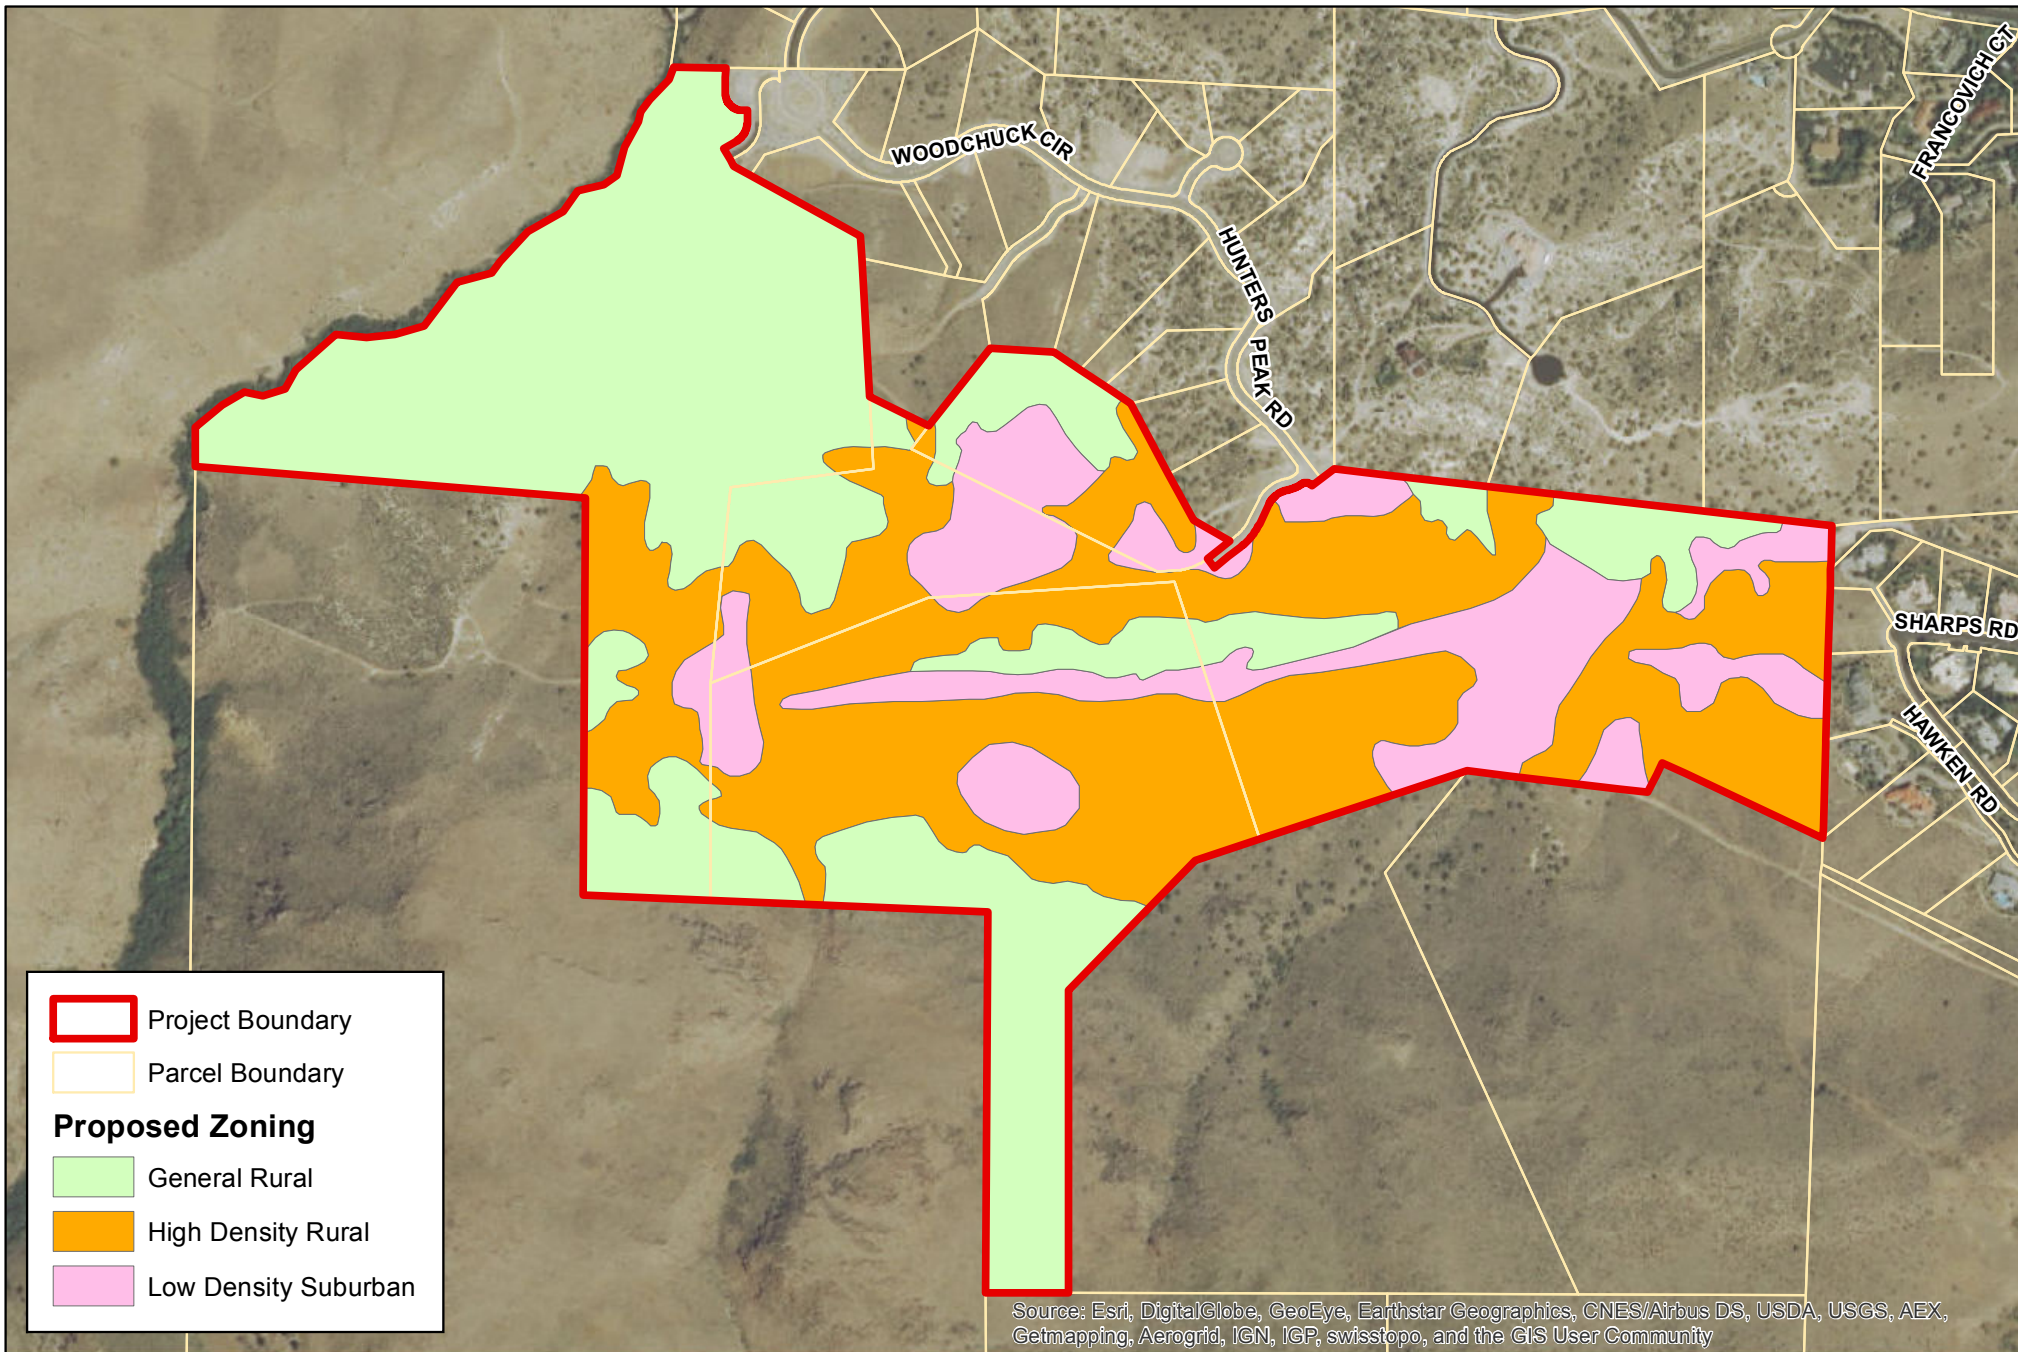 FRANCOVICH CT
WOODCHUCK CIR
HUNTERS PEAK RD
SHARPS RD
HAWKEN RD
Project Boundary
Parcel Boundary
Proposed Zoning
General Rural
High Density Rural
Low Density Suburban
Source: Esri, DigitalGlobe, GeoEye, Earthstar Geographics, CNES/Airbus DS, USDA, USGS, AEX,
Getmapping, Aerogrid, IGN, IGP, swisstopo, and the GIS User Community